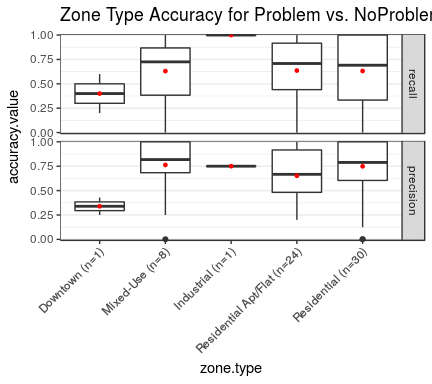 Zone Type Accuracy for Problem vs. NoProblem
accuracy.value
1.00
0.75
0.50
0.25
0.00
recall
1.00
0.75
0.50
0.25
0.00
precision
Downtown (n=1)
Mixed-Use (n=8)
Industrial (n=1)
Residential Apt/Flat (n=24)
Residential (n=30)
zone.type